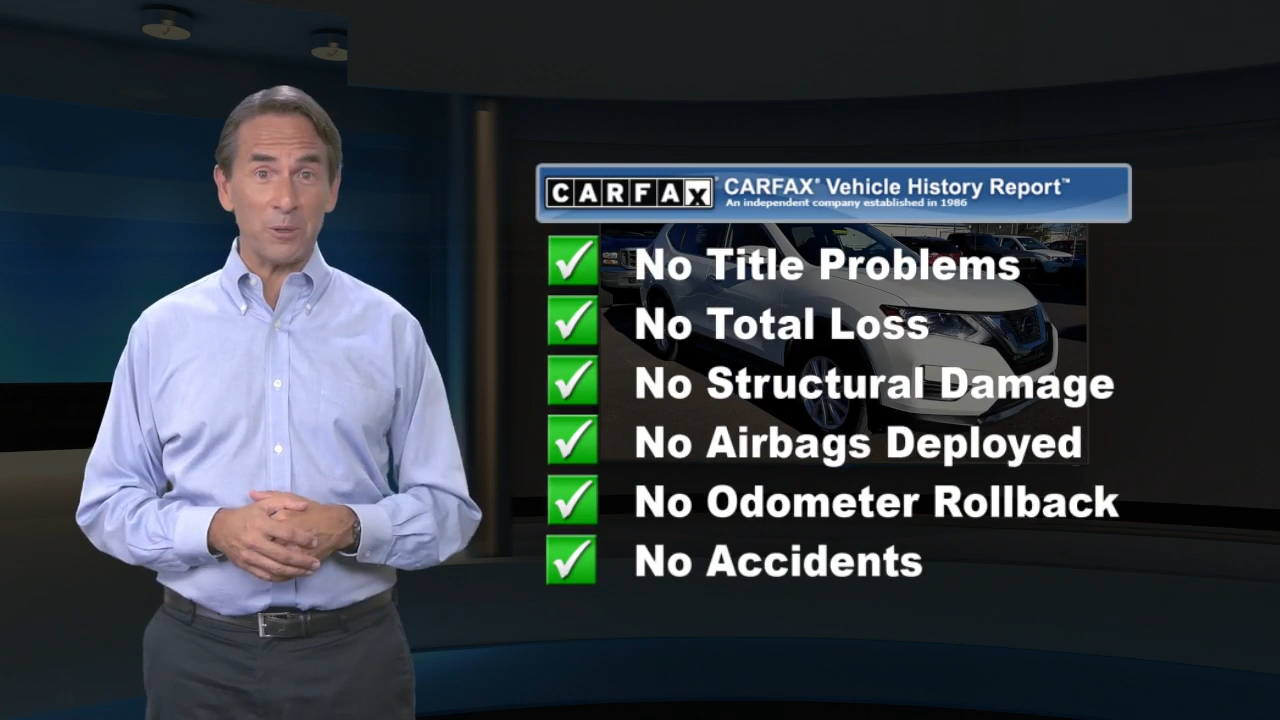 CARFAX® CARFAX® Vehicle History Report™
An independent company established in 1986
No Title Problems
No Total Loss
No Structural Damage
No Airbags Deployed
No Odometer Rollback
No Accidents